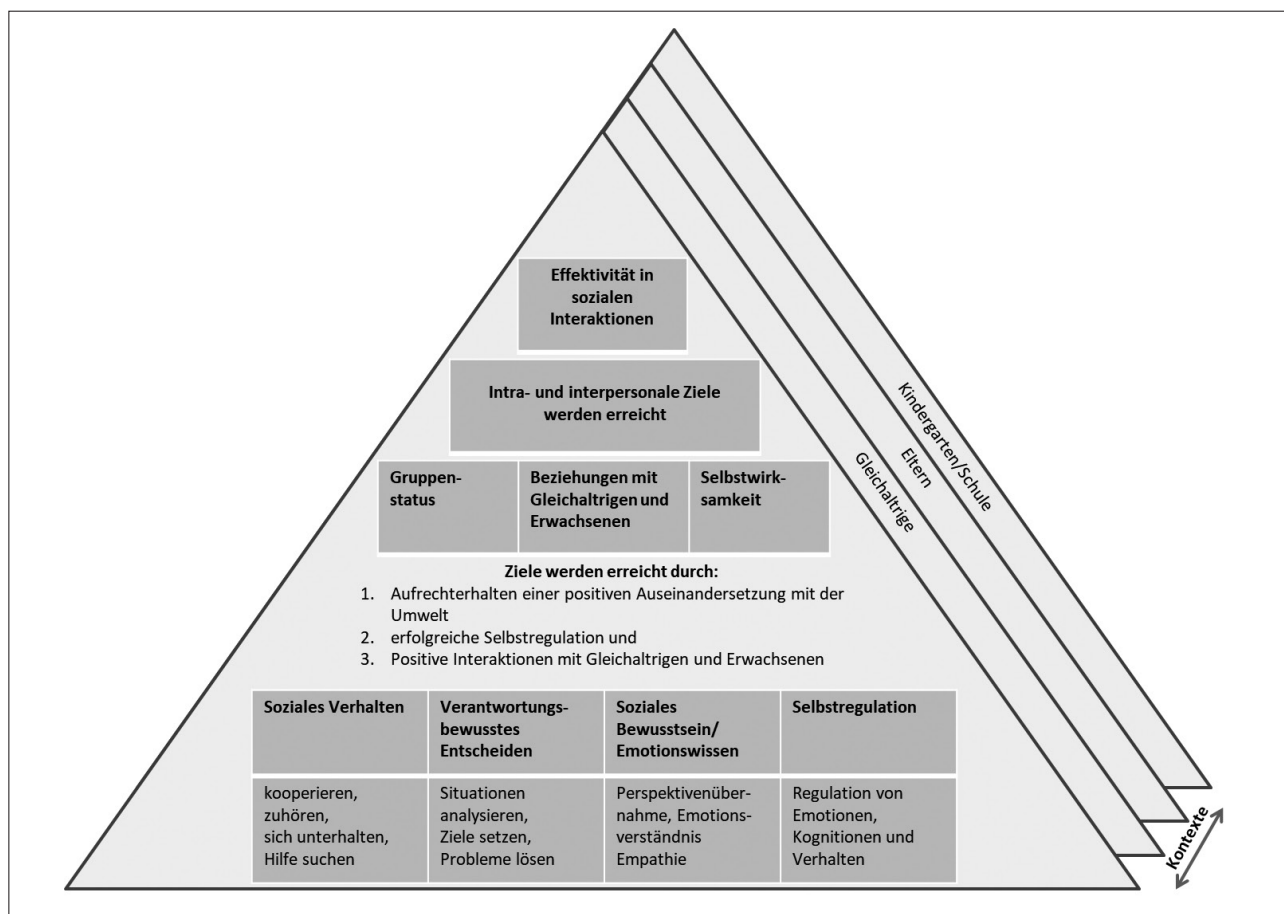 Effektivität in
sozialen
Interaktionen
Intra- und interpersonale Ziele
werden erreicht
Gruppen-
status
Beziehungen mit
Gleichaltrigen und
Erwachsenen
Selbstwirk-
samkeit
Ziele werden erreicht durch:
1. Aufrechterhalten einer positiven Auseinandersetzung mit der
Umwelt
2. erfolgreiche Selbstregulation und
3. Positive Interaktionen mit Gleichaltrigen und Erwachsenen
Soziales Verhalten
Verantwortungs-
bewusstes
Entscheiden
Soziales
Bewusstsein/
Emotionswissen
Selbstregulation
kooperieren,
zuhören,
sich unterhalten,
Hilfe suchen
Situationen
analysieren,
Ziele setzen,
Probleme lösen
Perspektivenüber-
nahme, Emotions-
verständnis
Empathie
Regulation von
Emotionen,
Kognitionen und
Verhalten
Gleichaltrige
Eltern
Kindergarten/Schule
Kontexte